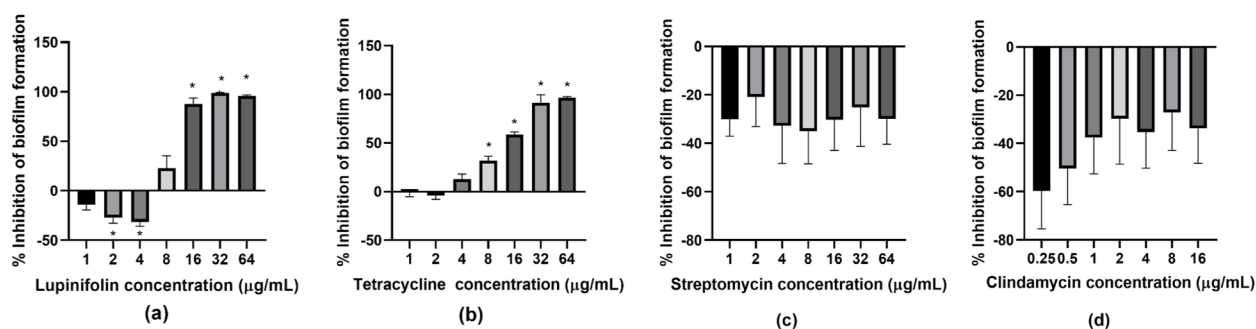 % Inhibition of biofilm formation
150
100
50
0
-50
* * * * *
1 2 4 8 16 32 64
Lupinifolin concentration (μg/mL)
(a)
% Inhibition of biofilm formation
150
100
50
0
-50
* * * *
1 2 4 8 16 32 64
Tetracycline concentration (μg/mL)
(b)
% Inhibition of biofilm formation
0
-20
-40
-60
-80
1 2 4 8 16 32 64
Streptomycin concentration (μg/mL)
(c)
% Inhibition of biofilm formation
0
-20
-40
-60
-80
0.25 0.5 1 2 4 8 16
Clindamycin concentration (μg/mL)
(d)